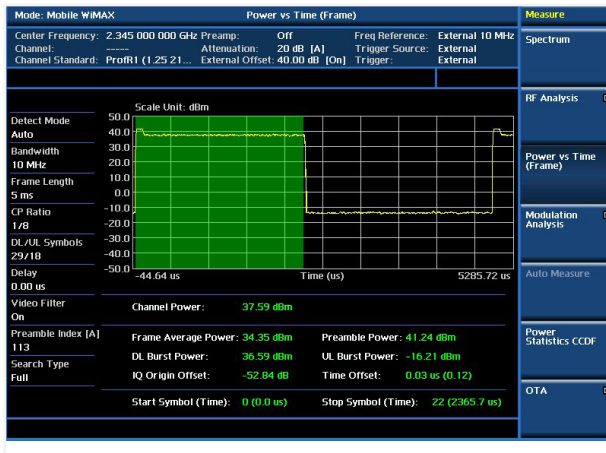 Mode: Mobile WiMAX Power vs Time (Frame) Measure
Center Frequency: 2.345 000 000 GHz Preamp: Off Freq Reference: External 10 MHz
Channel: ----- Attenuation: 20 dB [A] Trigger Source: External
Channel Standard: ProfR1 (1.25 21... External Offset: 40.00 dB [On] Trigger: External
Spectrum
RF Analysis
Power vs Time
(Frame)
Modulation
Analysis
Auto Measure
Power
Statistics CCDF
OTA
Detect Mode
Auto
Bandwidth
10 MHz
Frame Length
5 ms
CP Ratio
1/8
DL/UL Symbols
29/18
Delay
0.00 us
Video Filter
On
Preamble Index [A]
113
Search Type
Full
Scale Unit: dBm
50.0
40.0
30.0
20.0
10.0
0.0
-10.0
-20.0
-30.0
-40.0
-50.0
-44.64 us Time (us) 5285.72 us
Channel Power: 37.59 dBm
Frame Average Power: 34.35 dBm Preamble Power: 41.24 dBm
DL Burst Power: 36.59 dBm UL Burst Power: -16.21 dBm
IQ Origin Offset: -52.84 dB Time Offset: 0.03 us (0.12)
Start Symbol (Time): 0 (0.0 us) Stop Symbol (Time): 22 (2365.7 us)